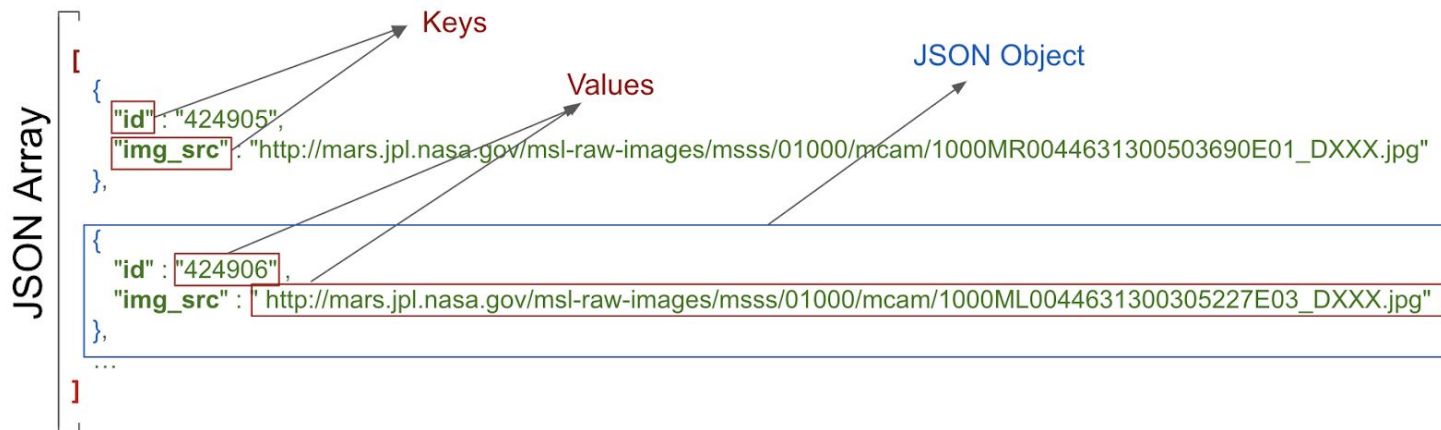 JSON Array
Keys
[
JSON Object
{
Values
"id" : "424905",
"img_src" : "http://mars.jpl.nasa.gov/msl-raw-images/msss/01000/mcam/1000MR0044631300503690E01_DXXX.jpg"
},
{
"id" : "424906" ,
"img_src" : " http://mars.jpl.nasa.gov/msl-raw-images/msss/01000/mcam/1000ML0044631300305227E03_DXXX.jpg"
},
...
]